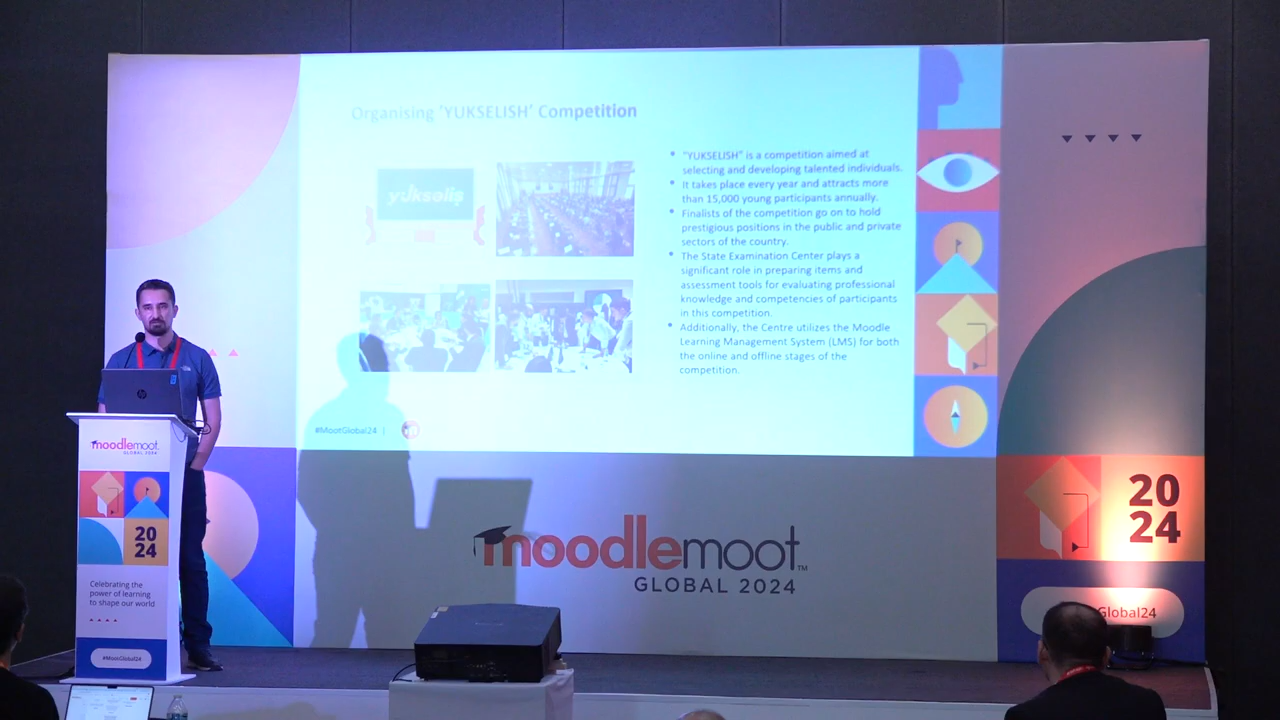 Organising 'YUKSELISH' Competition
yüksəliş
• "YUKSELISH" is a competition aimed at
selecting and developing talented individuals.
• It takes place every year and attracts more
than 15,000 young participants annually.
• Finalists of the competition go on to hold
prestigious positions in the public and private
sectors of the country.
• The State Examination Center plays a
significant role in preparing items and
assessment tools for evaluating professional
knowledge and competencies of participants
in this competition.
• Additionally, the Centre utilizes the Moodle
Learning Management System (LMS) for both
the online and offline stages of the
competition.
#MootGlobal24 |
m
moodlemoot
GLOBAL 2024
20
24
Celebrating the
power of learning
to shape our world
#MootGlobal24
hp
moodlemoot™
GLOBAL 2024
20
24
Global24